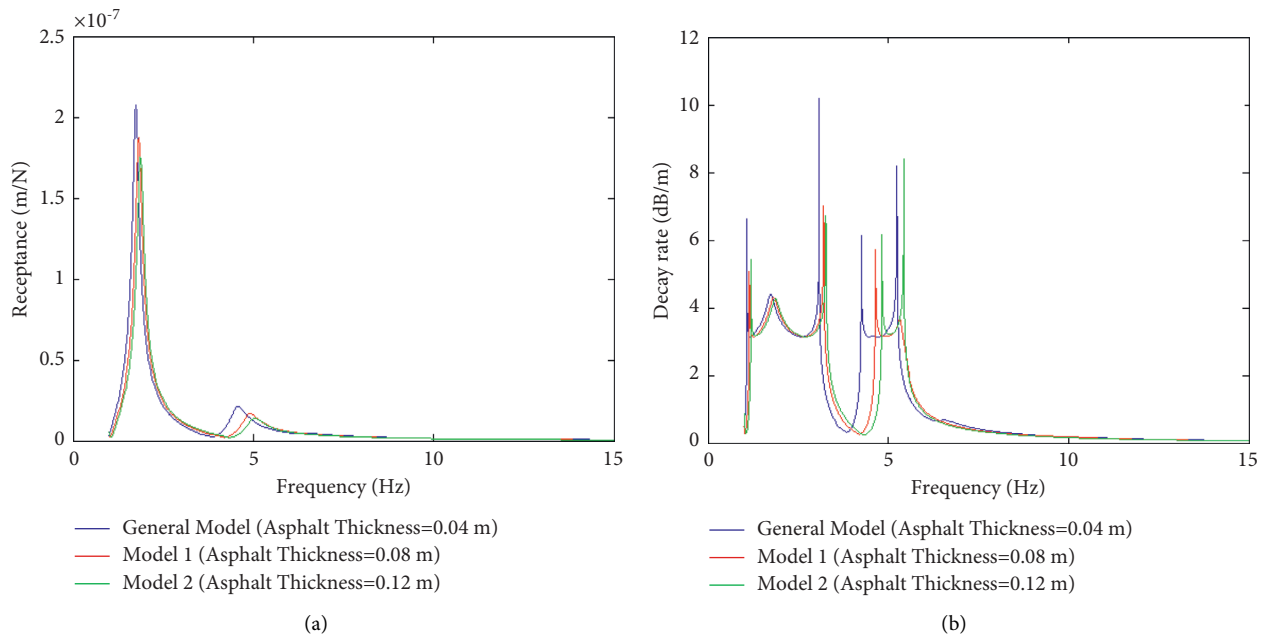 ×10-7
2.5
2
1.5
1
0.5
0
Receptance (m/N)
0
5
10
15
Frequency (Hz)
General Model (Asphalt Thickness=0.04 m)
Model 1 (Asphalt Thickness=0.08 m)
Model 2 (Asphalt Thickness=0.12 m)
(a)
12
10
8
6
4
2
0
Decay rate (dB/m)
0
5
10
15
Frequency (Hz)
General Model (Asphalt Thickness=0.04 m)
Model 1 (Asphalt Thickness=0.08 m)
Model 2 (Asphalt Thickness=0.12 m)
(b)